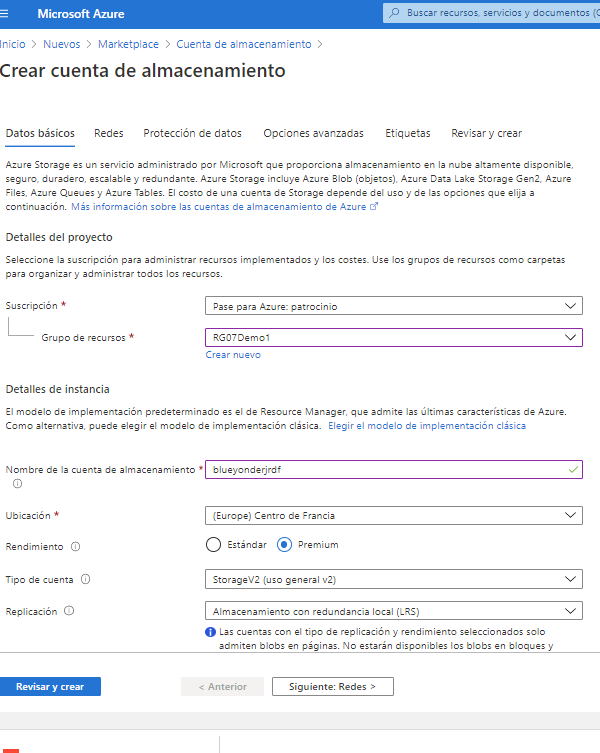 Microsoft Azure
Buscar recursos, servicios y documentos (G
Inicio > Nuevos > Marketplace > Cuenta de almacenamiento >
Crear cuenta de almacenamiento
Datos básicos Redes Protección de datos Opciones avanzadas Etiquetas Revisar y crear
Azure Storage es un servicio administrado por Microsoft que proporciona almacenamiento en la nube altamente disponible,
seguro, duradero, escalable y redundante. Azure Storage incluye Azure Blob (objetos), Azure Data Lake Storage Gen2, Azure
Files, Azure Queues y Azure Tables. El costo de una cuenta de Storage depende del uso y de las opciones que elija a
continuación. Más información sobre las cuentas de almacenamiento de Azure
Detalles del proyecto
Seleccione la suscripción para administrar recursos implementados y los costes. Use los grupos de recursos como carpetas
para organizar y administrar todos los recursos.
Suscripción * Pase para Azure: patrocinio
Grupo de recursos * RG07Demo1
Crear nuevo
Detalles de instancia
El modelo de implementación predeterminado es el de Resource Manager, que admite las últimas características de Azure.
Como alternativa, puede elegir el modelo de implementación clásica. Elegir el modelo de implementación clásica
Nombre de la cuenta de almacenamiento * blueyonderjrdf
Ubicación * (Europe) Centro de Francia
Rendimiento Estándar Premium
Tipo de cuenta StorageV2 (uso general v2)
Replicación Almacenamiento con redundancia local (LRS)
Las cuentas con el tipo de replicación y rendimiento seleccionados solo
admiten blobs en páginas. No estarán disponibles los blobs en bloques y
Revisar y crear < Anterior Siguiente: Redes >